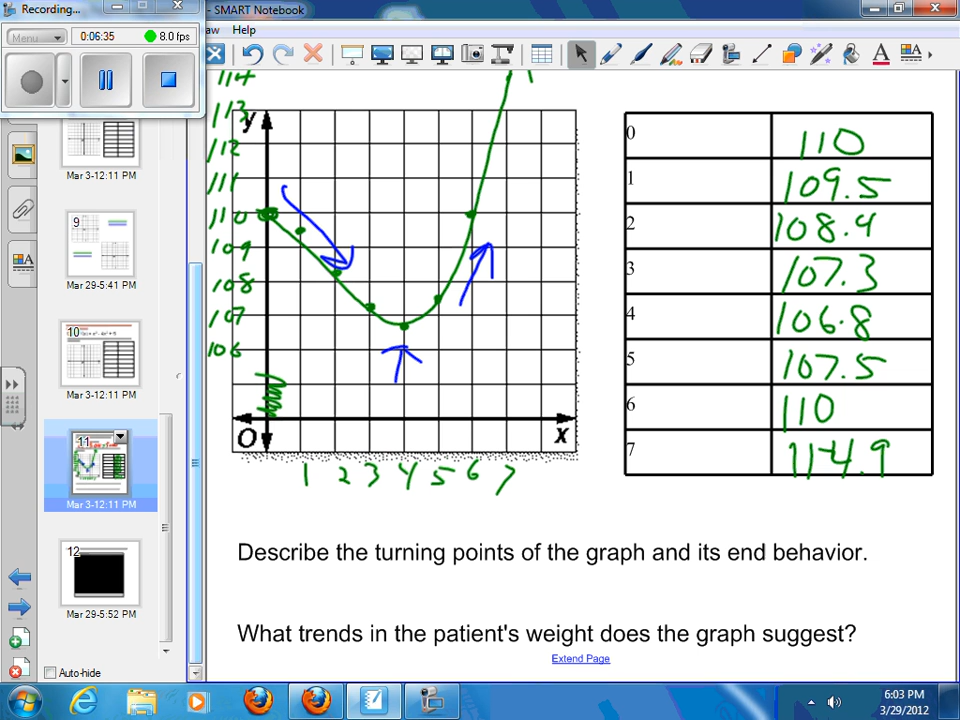 Recording...
- SMART Notebook
Menu
0:06:35
8.0 fps
aw Help
Mar 3-12:11 PM
9
Mar 29-5:41 PM
10
Mar 3-12:11 PM
11
Mar 3-12:11 PM
12
Mar 29-5:52 PM
Auto-hide
114
113
112
111
110
109
108
107
106
y
O
x
1 2 3 4 5 6 7
0 110
1 109.5
2 108.4
3 107.3
4 106.8
5 107.5
6 110
7 114.9
Describe the turning points of the graph and its end behavior.
What trends in the patient's weight does the graph suggest?
Extend Page
6:03 PM
3/29/2012